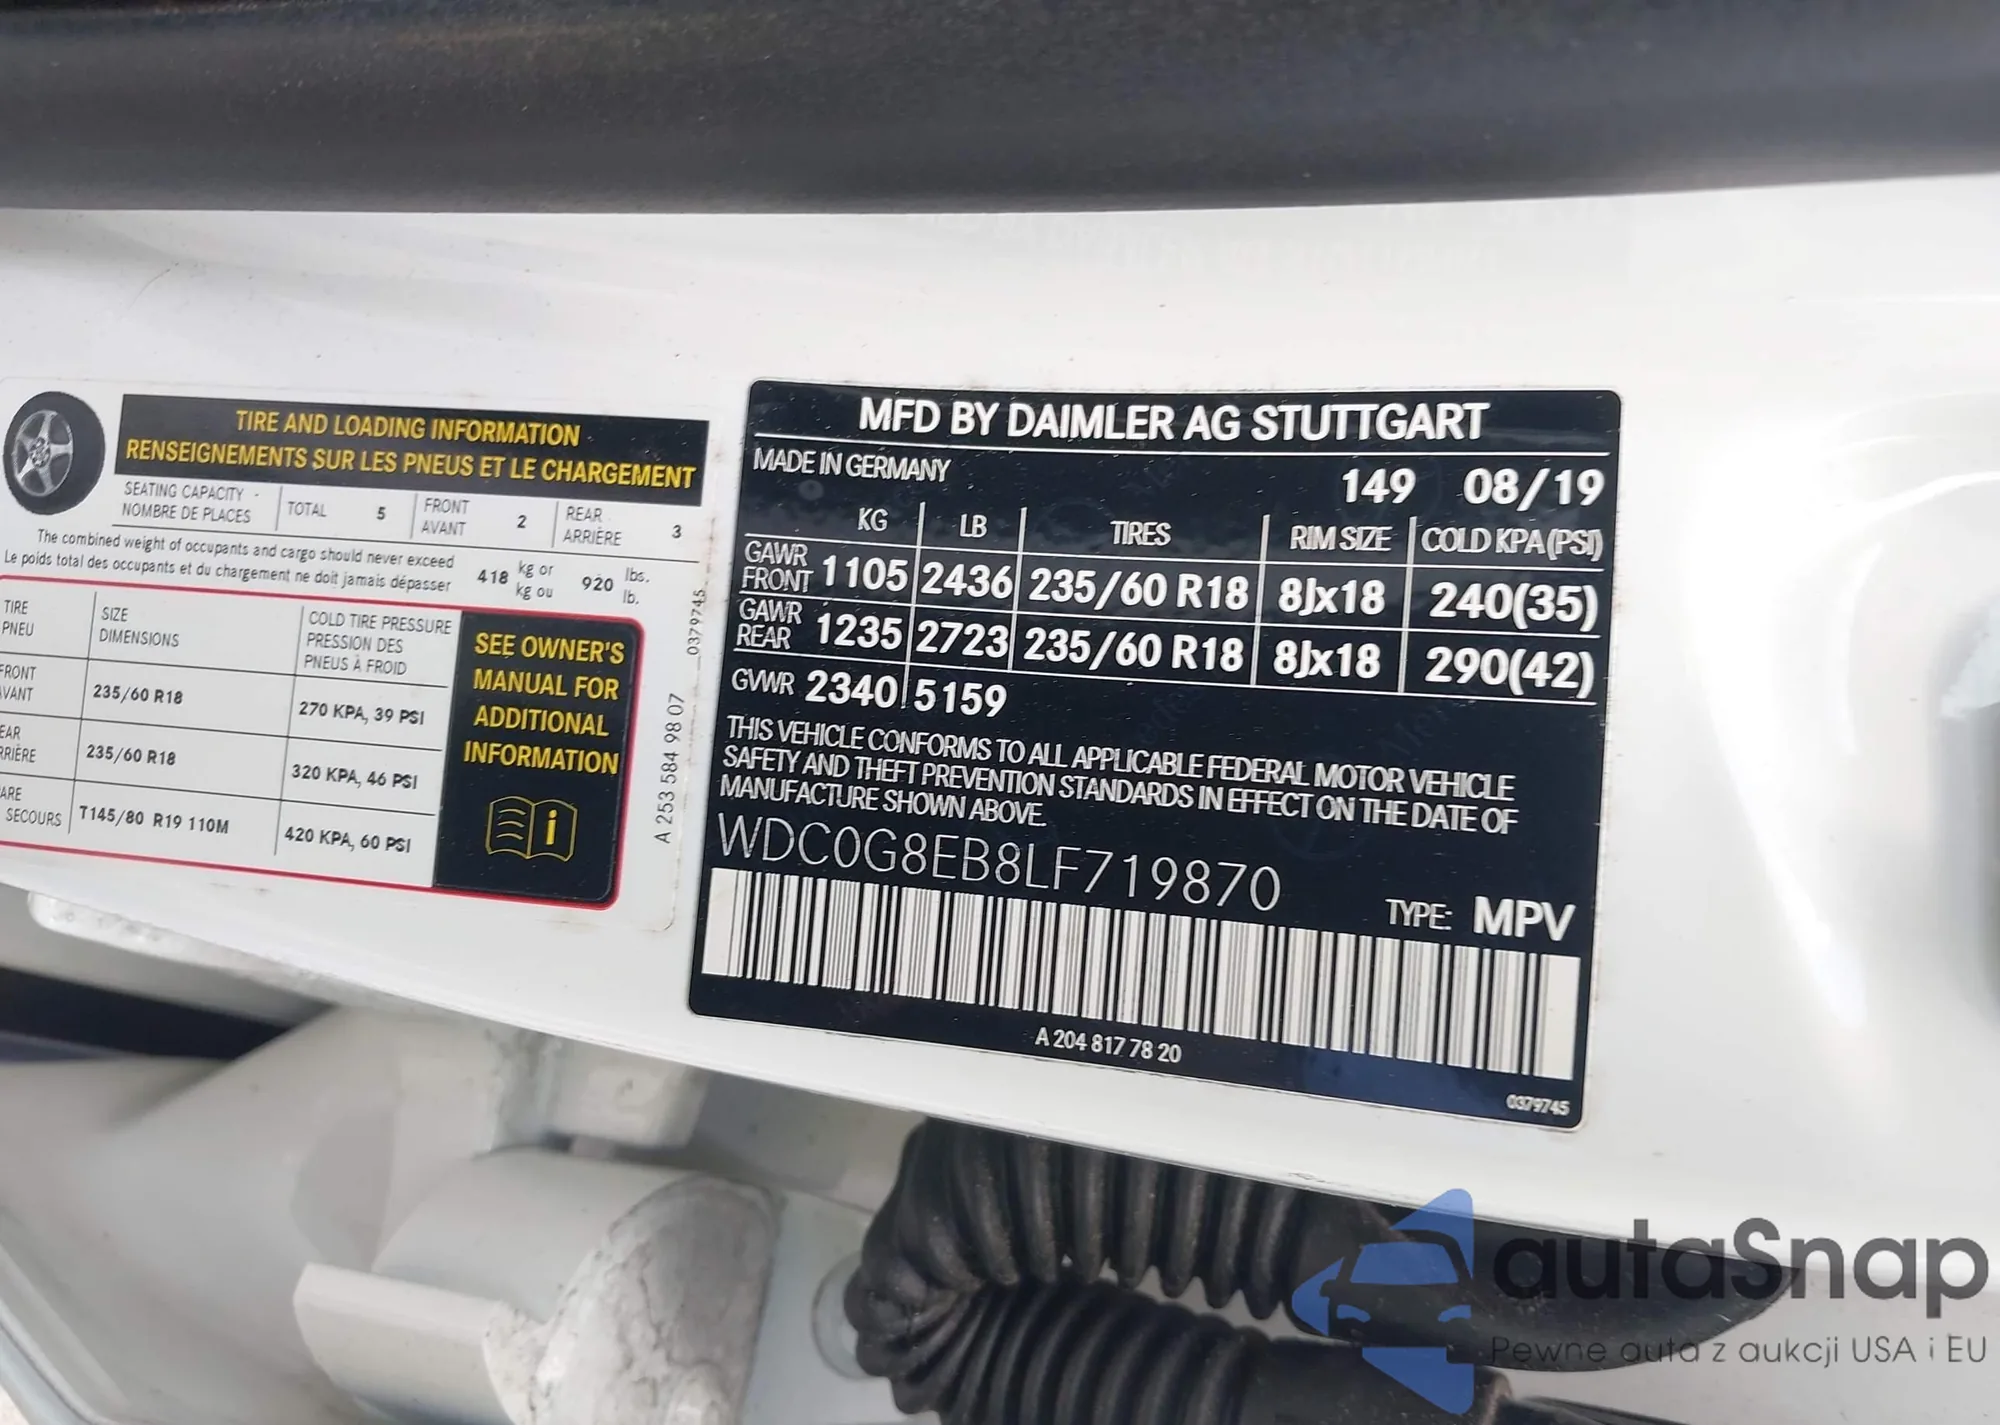 TIRE AND LOADING INFORMATION
RENSEIGNEMENTS SUR LES PNEUS ET LE CHARGEMENT
SEATING CAPACITY - TOTAL 5 FRONT 2 REAR 3
NOMBRE DE PLACES AVANT ARRIÈRE
The combined weight of occupants and cargo should never exceed 418 kg or 920 lbs.
Le poids total des occupants et du chargement ne doit jamais dépasser kg ou lb.
TIRE SIZE COLD TIRE PRESSURE
PNEU DIMENSIONS PRESSION DES
PNEUS À FROID
FRONT 235/60 R18 270 KPA, 39 PSI
VANT
EAR 235/60 R18 320 KPA, 46 PSI
RRIÈRE
ARE T145/80 R19 110M 420 KPA, 60 PSI
SECOURS
SEE OWNER'S
MANUAL FOR
ADDITIONAL
INFORMATION
A 253 584 98 07 0379745
MFD BY DAIMLER AG STUTTGART
MADE IN GERMANY 149 08/19
KG LB TIRES RIM SIZE COLD KPA(PSI)
GAWR FRONT 1105 2436 235/60 R18 8Jx18 240(35)
GAWR REAR 1235 2723 235/60 R18 8Jx18 290(42)
GVWR 2340 5159
THIS VEHICLE CONFORMS TO ALL APPLICABLE FEDERAL MOTOR VEHICLE
SAFETY AND THEFT PREVENTION STANDARDS IN EFFECT ON THE DATE OF
MANUFACTURE SHOWN ABOVE.
WDC0G8EB8LF719870
TYPE: MPV
A 204 817 78 20
0379745
autaSnap
Pewne auta z aukcji USA i EU